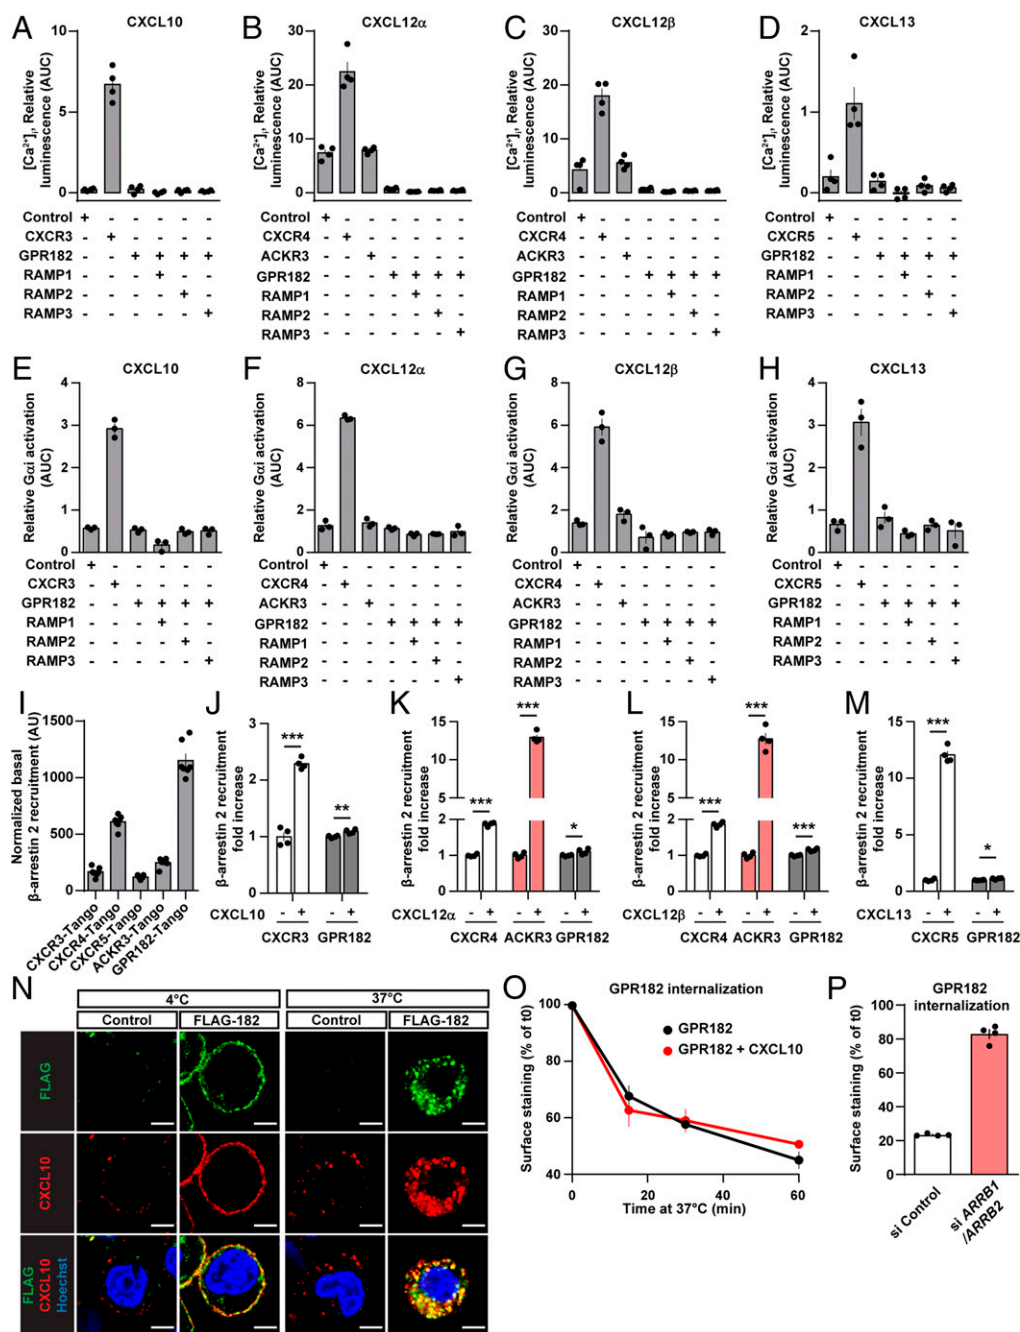 A CXCL10
[Ca²⁺]ᵢ, Relative
luminescence (AUC)
10
5
0
Control + - - - - -
CXCR3 - + - - - -
GPR182 - - + + + +
RAMP1 - - - + - -
RAMP2 - - - - + -
RAMP3 - - - - - +
B CXCL12α
[Ca²⁺]ᵢ, Relative
luminescence (AUC)
30
20
10
0
Control + - - - - - -
CXCR4 - + - - - - -
ACKR3 - - + - - - -
GPR182 - - - + + + +
RAMP1 - - - - + - -
RAMP2 - - - - - + -
RAMP3 - - - - - - +
C CXCL12β
[Ca²⁺]ᵢ, Relative
luminescence (AUC)
30
20
10
0
Control + - - - - - -
CXCR4 - + - - - - -
ACKR3 - - + - - - -
GPR182 - - - + + + +
RAMP1 - - - - + - -
RAMP2 - - - - - + -
RAMP3 - - - - - - +
D CXCL13
[Ca²⁺]ᵢ, Relative
luminescence (AUC)
2
1
0
Control + - - - - -
CXCR5 - + - - - -
GPR182 - - + + + +
RAMP1 - - - + - -
RAMP2 - - - - + -
RAMP3 - - - - - +
E CXCL10
Relative Gαi activation
(AUC)
4
3
2
1
0
Control + - - - - -
CXCR3 - + - - - -
GPR182 - - + + + +
RAMP1 - - - + - -
RAMP2 - - - - + -
RAMP3 - - - - - +
F CXCL12α
Relative Gαi activation
(AUC)
8
6
4
2
0
Control + - - - - - -
CXCR4 - + - - - - -
ACKR3 - - + - - - -
GPR182 - - - + + + +
RAMP1 - - - - + - -
RAMP2 - - - - - + -
RAMP3 - - - - - - +
G CXCL12β
Relative Gαi activation
(AUC)
8
6
4
2
0
Control + - - - - - -
CXCR4 - + - - - - -
ACKR3 - - + - - - -
GPR182 - - - + + + +
RAMP1 - - - - + - -
RAMP2 - - - - - + -
RAMP3 - - - - - - +
H CXCL13
Relative Gαi activation
(AUC)
4
3
2
1
0
Control + - - - - -
CXCR5 - + - - - -
GPR182 - - + + + +
RAMP1 - - - + - -
RAMP2 - - - - + -
RAMP3 - - - - - +
I
Normalized basal
β-arrestin 2 recruitment (AU)
1500
1000
500
0
CXCR3-Tango
CXCR4-Tango
CXCR5-Tango
ACKR3-Tango
GPR182-Tango
J
β-arrestin 2 recruitment
fold increase
3
2
1
0
*** **
CXCL10 - + - +
CXCR3 GPR182
K
β-arrestin 2 recruitment
fold increase
15
10
5
2
1
0
*** *** *
CXCL12α - + - + - +
CXCR4 ACKR3 GPR182
L
β-arrestin 2 recruitment
fold increase
15
10
5
2
1
0
*** *** ***
CXCL12β - + - + - +
CXCR4 ACKR3 GPR182
M
β-arrestin 2 recruitment
fold increase
15
10
5
0
*** *
CXCL13 - + - +
CXCR5 GPR182
N
4°C 37°C
Control FLAG-182 Control FLAG-182
FLAG
CXCL10
FLAG
CXCL10
Hoechst
O GPR182 internalization
Surface staining (% of t0)
100
80
60
40
GPR182
GPR182 + CXCL10
0 20 40 60
Time at 37°C (min)
P GPR182
internalization
Surface staining (% of t0)
100
80
60
40
20
0
si Control
si ARRB1
/ARRB2